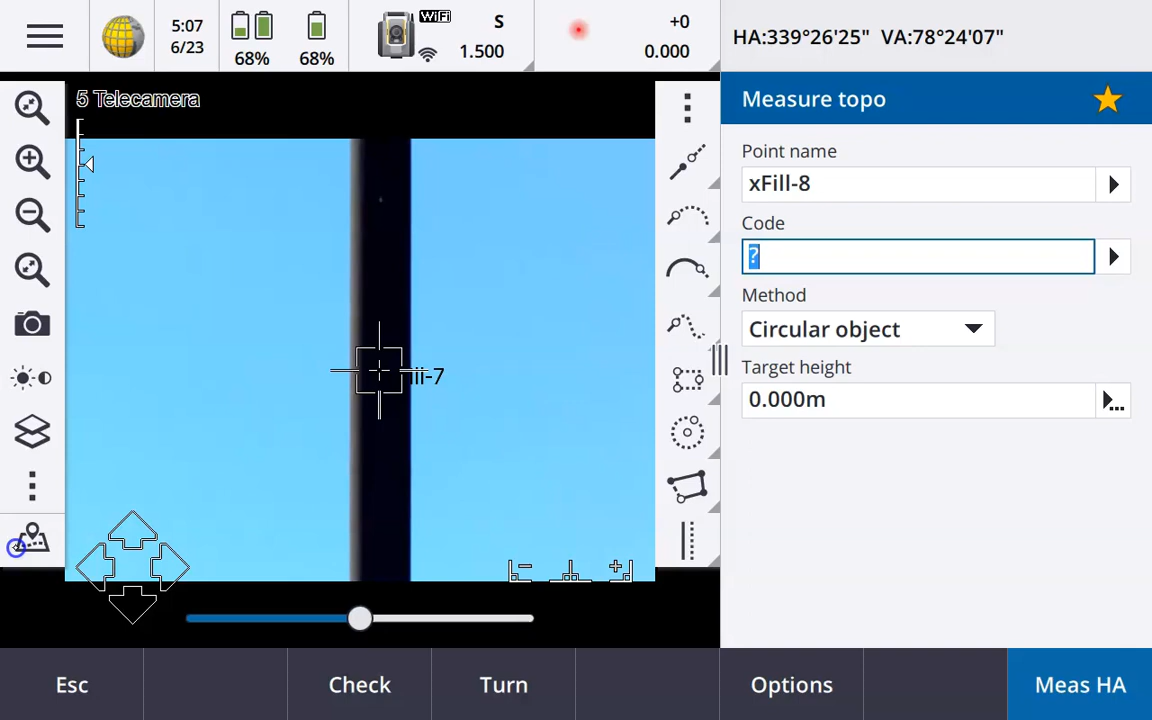 5:07
6/23
68%
68%
WiFi
S
1.500
+0
0.000
HA:339°26'25" VA:78°24'07"
5 Telecamera
ill-7
Measure topo
Point name
xFill-8
Code
?
Method
Circular object
Target height
0.000m
Esc
Check
Turn
Options
Meas HA